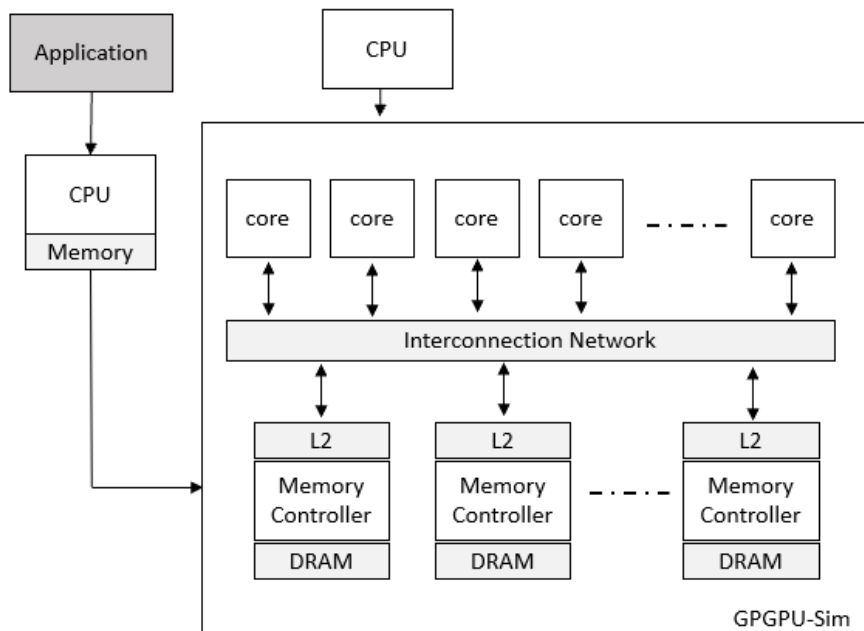 Application
CPU
CPU
Memory
core
core
core
core
core
Interconnection Network
L2
L2
L2
Memory
Controller
Memory
Controller
Memory
Controller
DRAM
DRAM
DRAM
GPGPU-Sim